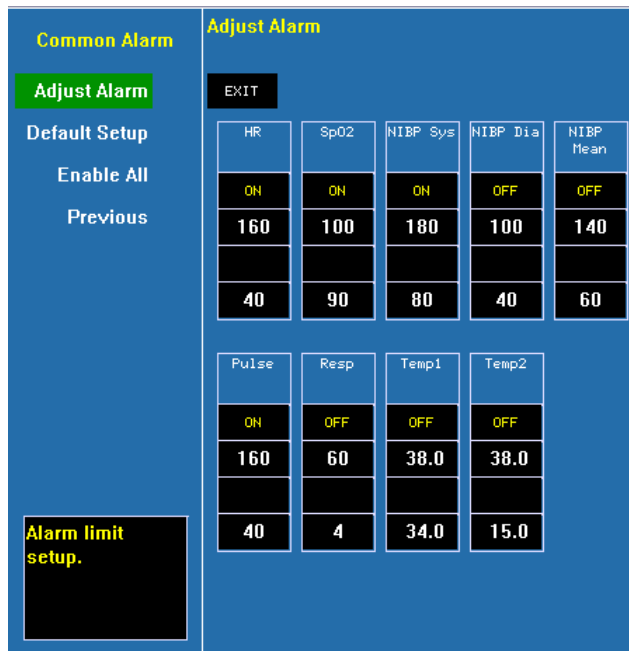 Common Alarm
Adjust Alarm
Default Setup
Enable All
Previous
Alarm limit
setup.
Adjust Alarm
EXIT
HR SpO2 NIBP Sys NIBP Dia NIBP
Mean
ON ON ON OFF OFF
160 100 180 100 140
40 90 80 40 60
Pulse Resp Temp1 Temp2
ON OFF OFF OFF
160 60 38.0 38.0
40 4 34.0 15.0